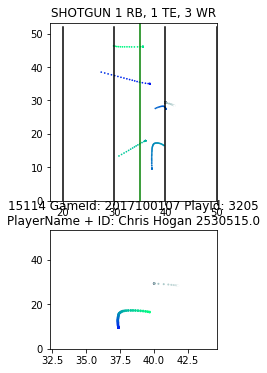 SHOTGUN 1 RB, 1 TE, 3 WR
50
40
30
20
10
0
20 30 40 50
15114 GameId: 2017100107 PlayId: 3205
PlayerName + ID: Chris Hogan 2530515.0
40
20
0
32.5 35.0 37.5 40.0 42.5